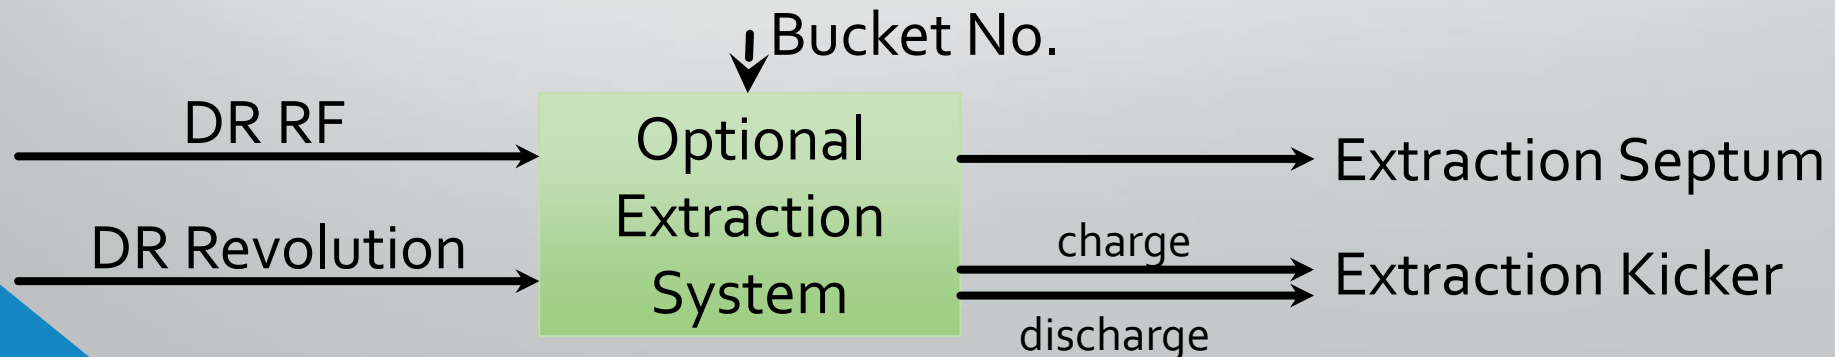 Bucket No.
DR RF
DR Revolution
Optional
Extraction
System
Extraction Septum
charge
Extraction Kicker
discharge